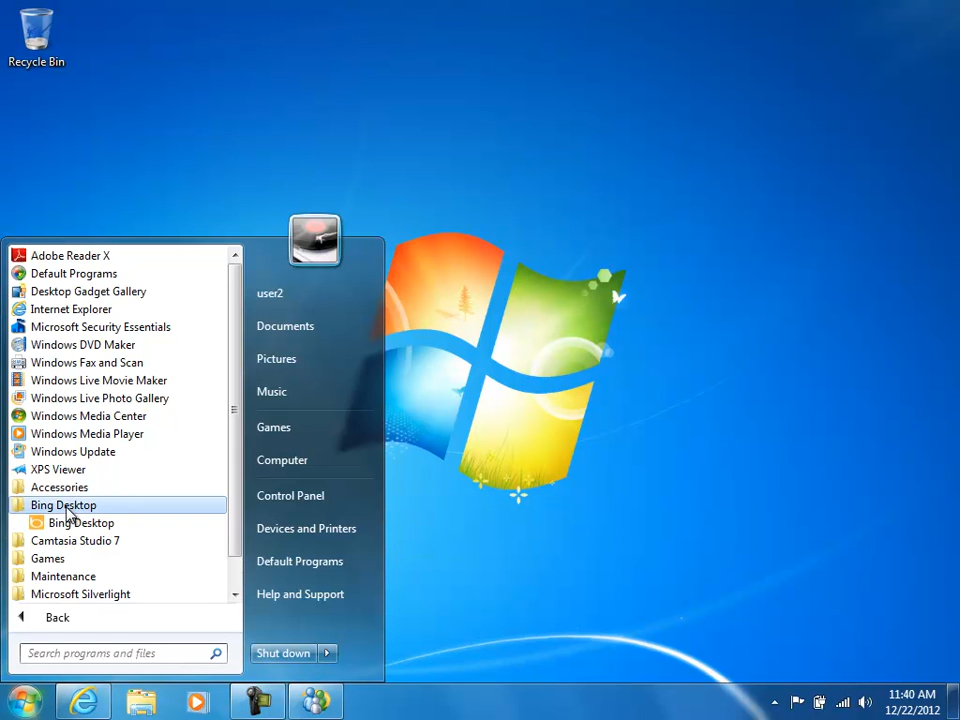 Recycle Bin
Adobe Reader X
Default Programs
Desktop Gadget Gallery
Internet Explorer
Microsoft Security Essentials
Windows DVD Maker
Windows Fax and Scan
Windows Live Movie Maker
Windows Live Photo Gallery
Windows Media Center
Windows Media Player
Windows Update
XPS Viewer
Accessories
Bing Desktop
Bing Desktop
Camtasia Studio 7
Games
Maintenance
Microsoft Silverlight
Back
Search programs and files
user2
Documents
Pictures
Music
Games
Computer
Control Panel
Devices and Printers
Default Programs
Help and Support
Shut down
11:40 AM
12/22/2012